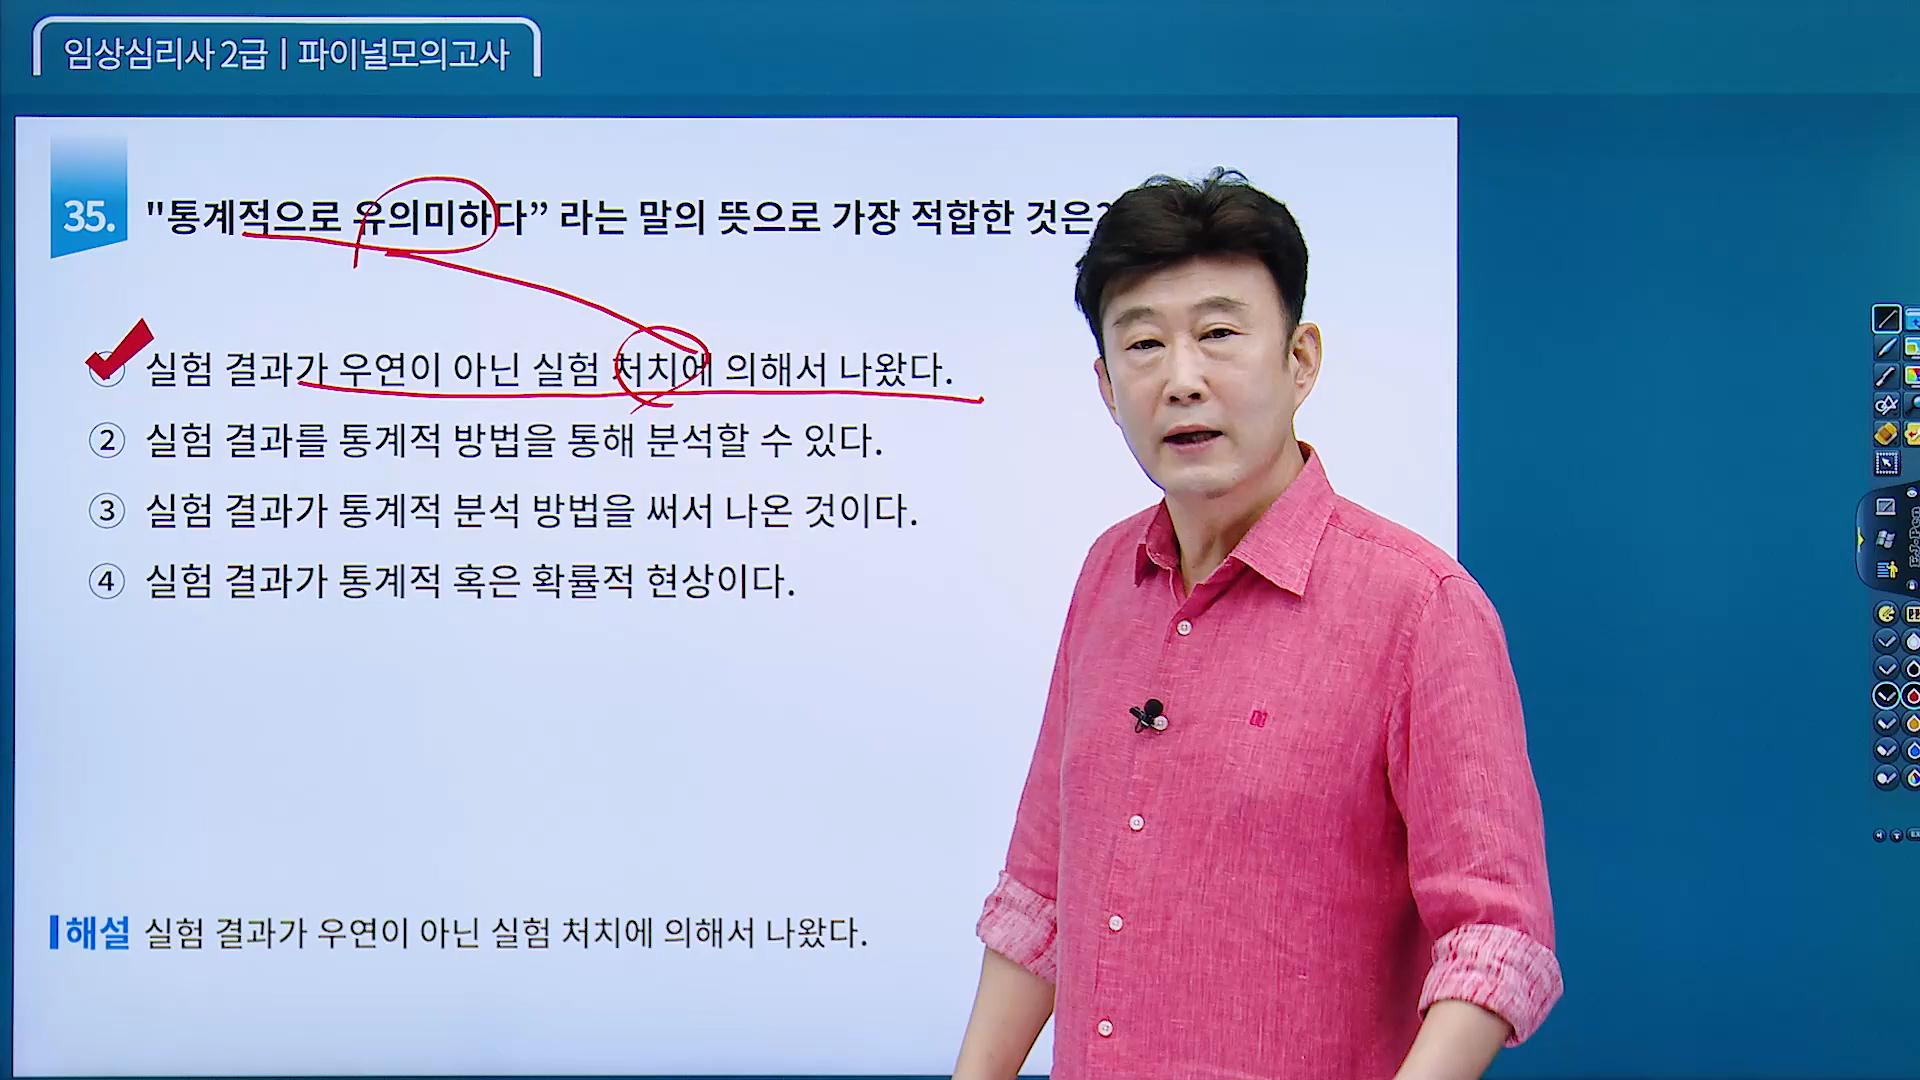 임상심리사 2급 | 파이널모의고사
35. "통계적으로 유의미하다” 라는 말의 뜻으로 가장 적합한 것은?
실험 결과가 우연이 아닌 실험 처치에 의해서 나왔다.
② 실험 결과를 통계적 방법을 통해 분석할 수 있다.
③ 실험 결과가 통계적 분석 방법을 써서 나온 것이다.
④ 실험 결과가 통계적 혹은 확률적 현상이다.
해설 실험 결과가 우연이 아닌 실험 처치에 의해서 나왔다.